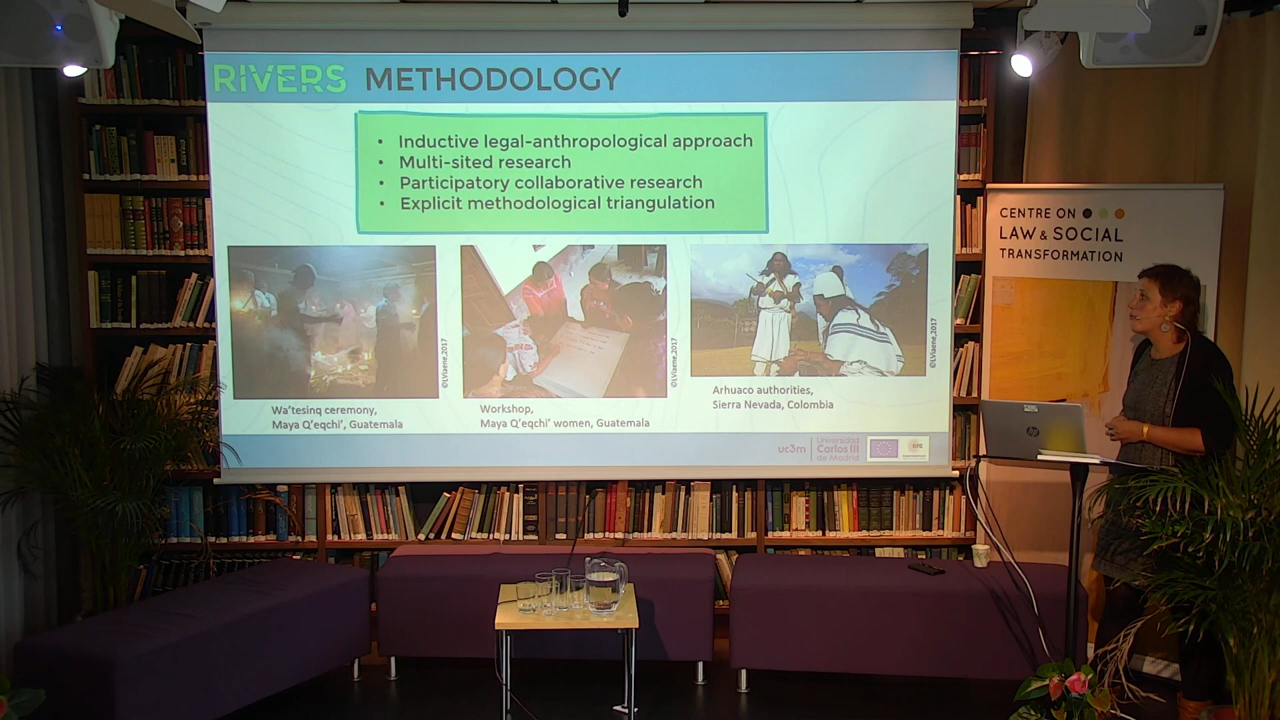 RIVERS METHODOLOGY
• Inductive legal-anthropological approach
• Multi-sited research
• Participatory collaborative research
• Explicit methodological triangulation
©LViaene,2017
©LViaene,2017
©LViaene,2017
Wa'tesinq ceremony,
Maya Q'eqchi', Guatemala
Workshop,
Maya Q'eqchi' women, Guatemala
Arhuaco authorities,
Sierra Nevada, Colombia
uc3m
Universidad
Carlos III
de Madrid
erc
CENTRE ON
LAW & SOCIAL
TRANSFORMATION
hp